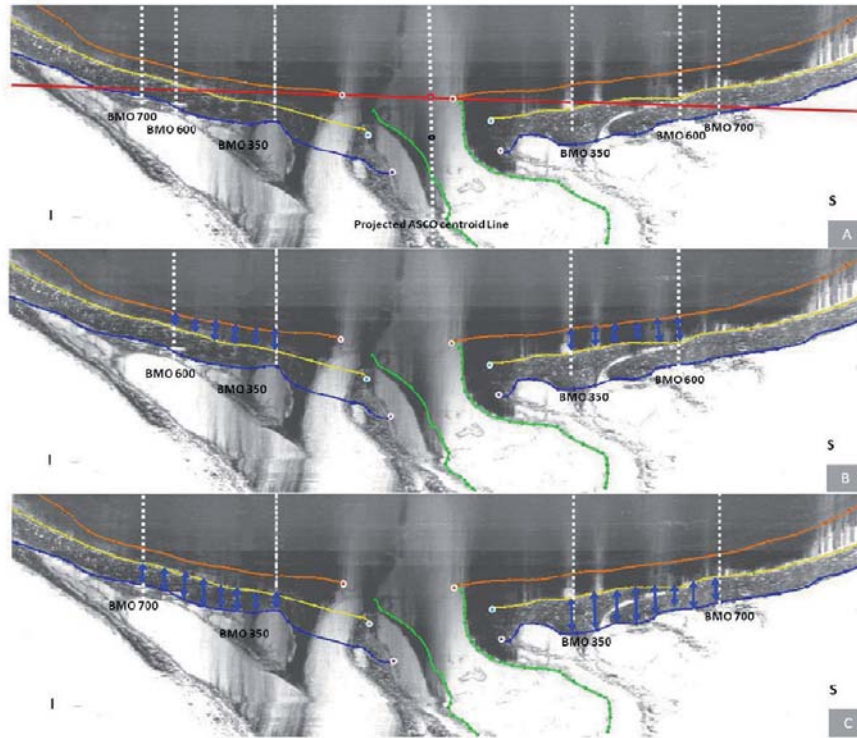 BMO 700
BMO 600
BMO 350
BMO 350
BMO 600
BMO 700
Projected ASCO centroid Line
I
S
A
BMO 600
BMO 350
BMO 350
BMO 600
I
S
B
BMO 700
BMO 350
BMO 350
BMO 700
I
S
C